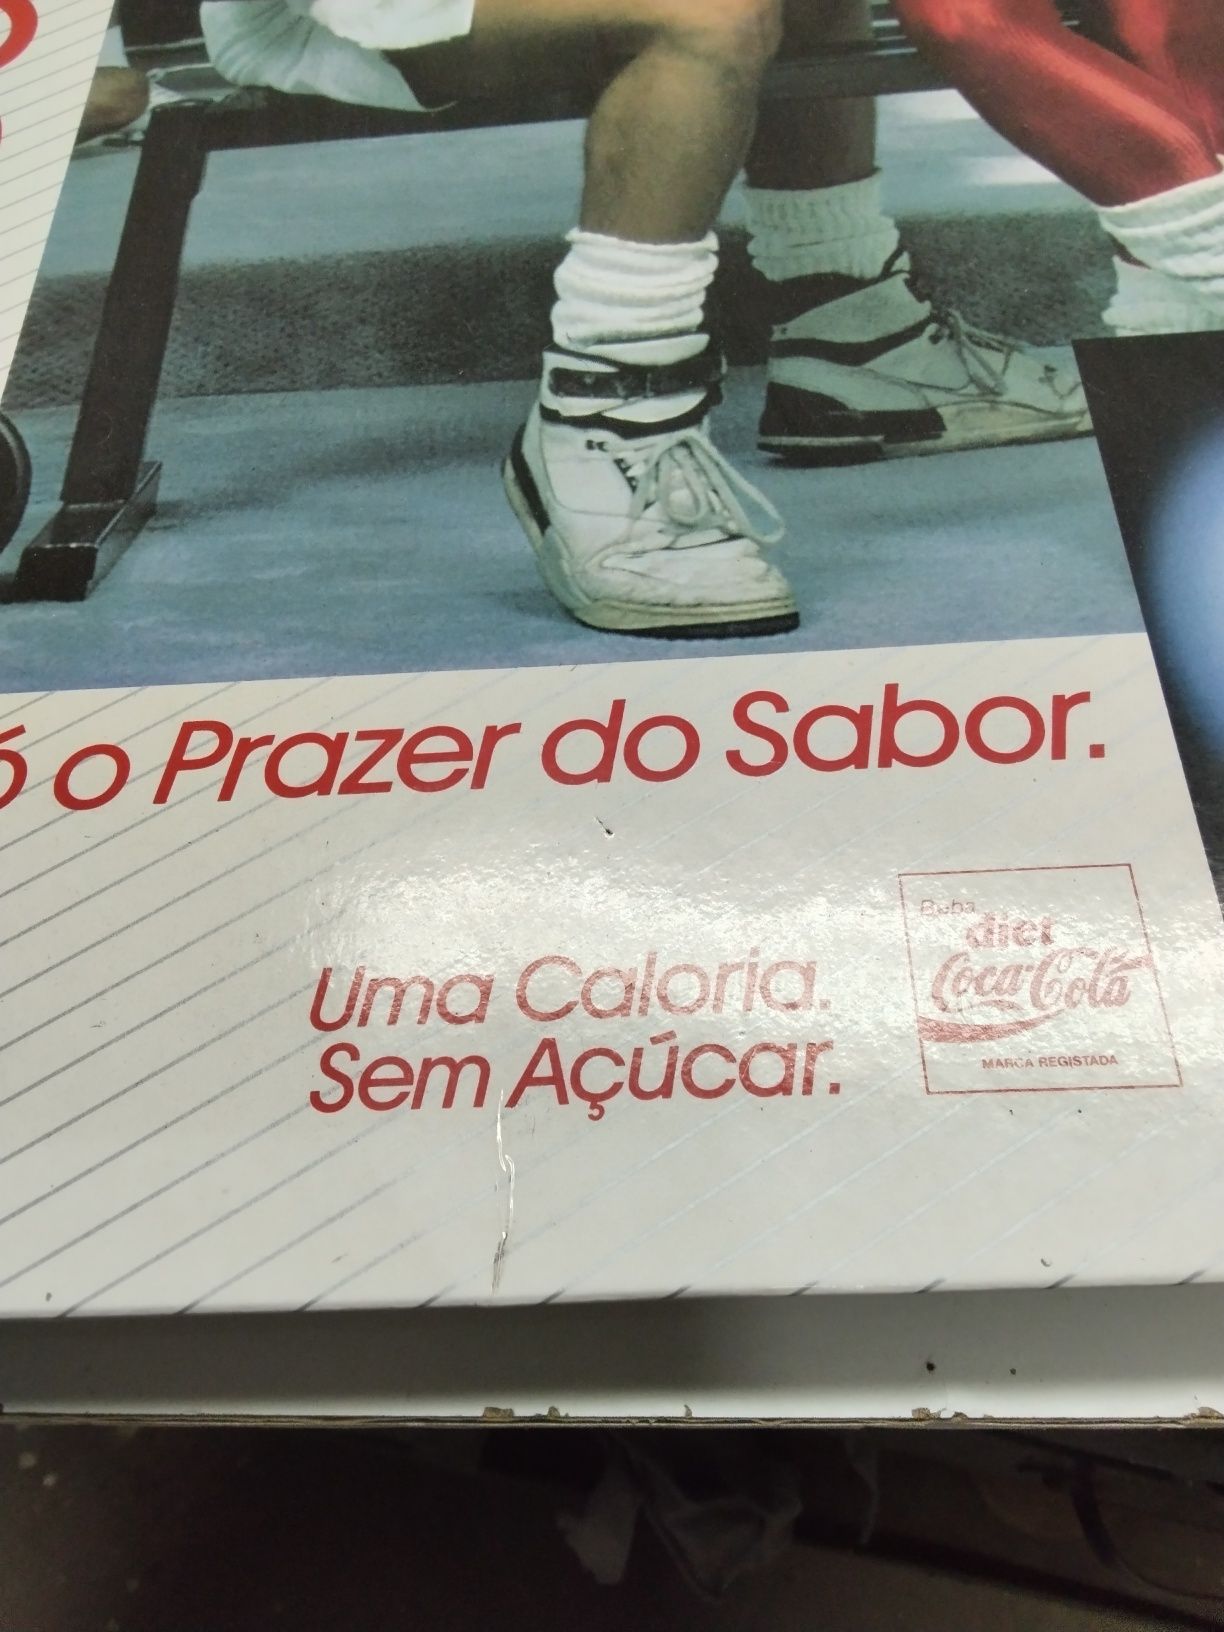 ó o Prazer do Sabor.
Uma Caloria.
Sem Açúcar.
Beba
diet
Coca-Cola
MARCA REGISTADA